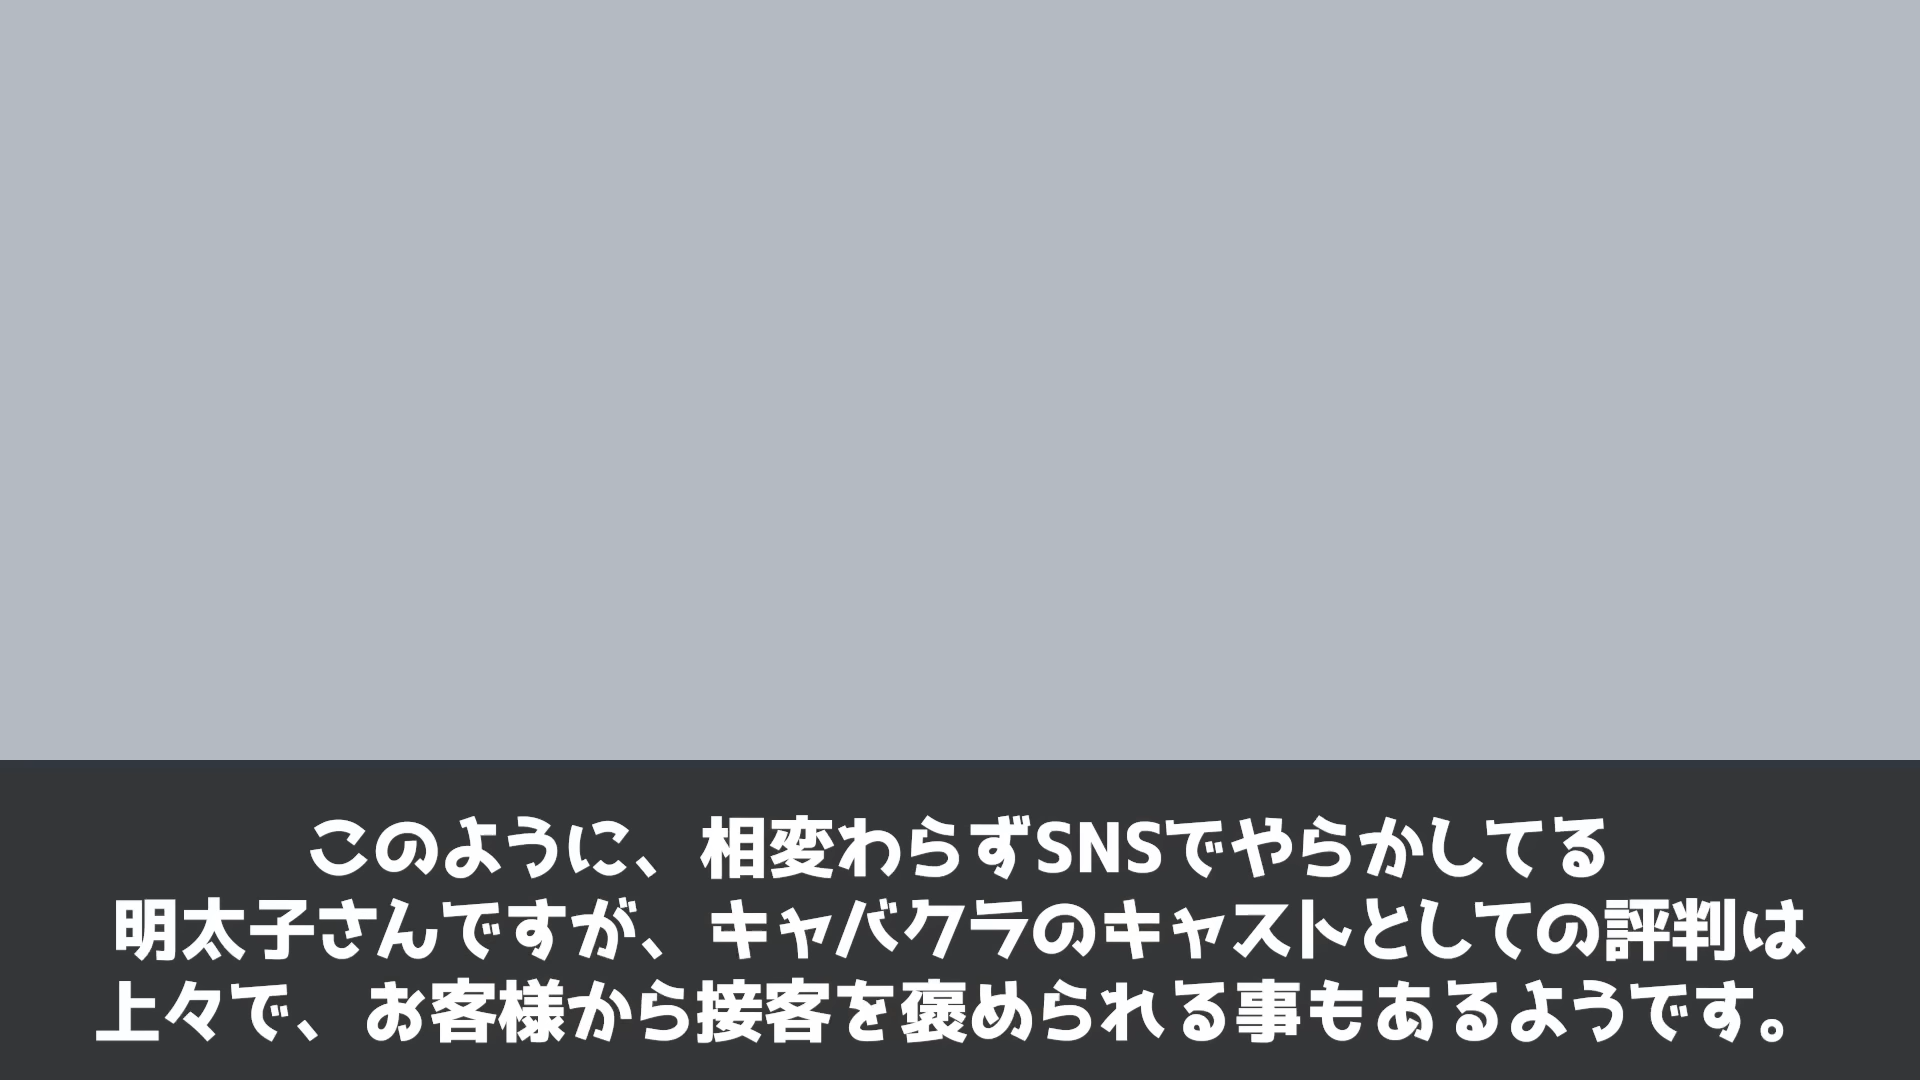 このように、相変わらずSNSでやらかしてる
明太子さんですが、キャバクラのキャストとしての評判は
上々で、お客様から接客を褒められる事もあるようです。